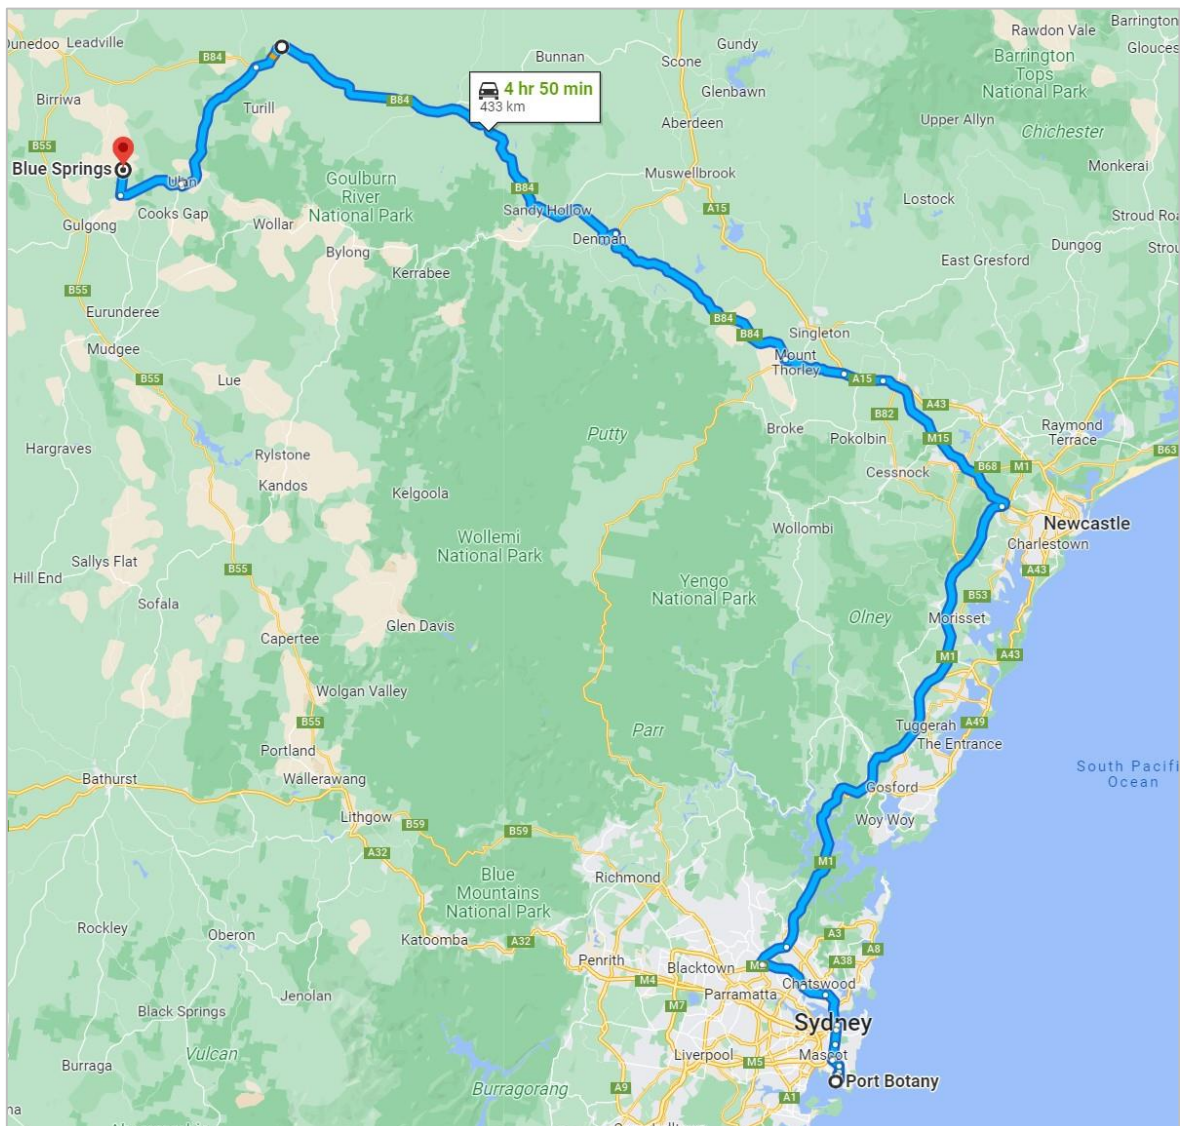 Barrington
Rawdon Vale
Dunedoo
Leadville
Gundy
Bunnan
B84
Scone
Barrington
Tops
National Park
4 hr 50 min
433 km
Glenbawn
Birriwa
Turill
B84
Aberdeen
Upper Allyn
Chichester
B55
Blue Springs
Ulan
Monkerai
Goulburn
River
National Park
Muswellbrook
B84
Lostock
A15
Cooks Gap
Sandy Hollow
Gulgong
Wollar
Denman
Dungog
Bylong
East Gresford
Kerrabee
B55
Eurunderee
B84
B84
Singleton
Mudgee
Mount
Thorley
B55
Lue
A15
A43
B82
Hargraves
Putty
Broke
Pokolbin
M15
Raymond
Terrace
Rylstone
B63
Kandos
Kelgoola
Cessnock
B68
M1
Wollemi
National Park
Wollombi
Newcastle
Charlestown
Sallys Flat
Hill End
B55
A43
Yengo
National Park
B53
Sofala
Olney
Morisset
Capertee
Glen Davis
M1
A43
Wolgan Valley
B55
Parr
Tuggerah
A49
Portland
The Entrance
Bathurst
Wallerawang
South Pacifi
Ocean
Gosford
Lithgow
B59
B59
Woy Woy
A32
M1
Blue
Mountains
National Park
Richmond
Rockley
Oberon
Katoomba
A32
A3
A8
Penrith
Blacktown
A38
M4
Chatswood
Jenolan
Parramatta
M7
Black Springs
Sydney
Vulcan
Liverpool
M5
Mascot
Burraga
Port Botany
Burragorang
A9
A1